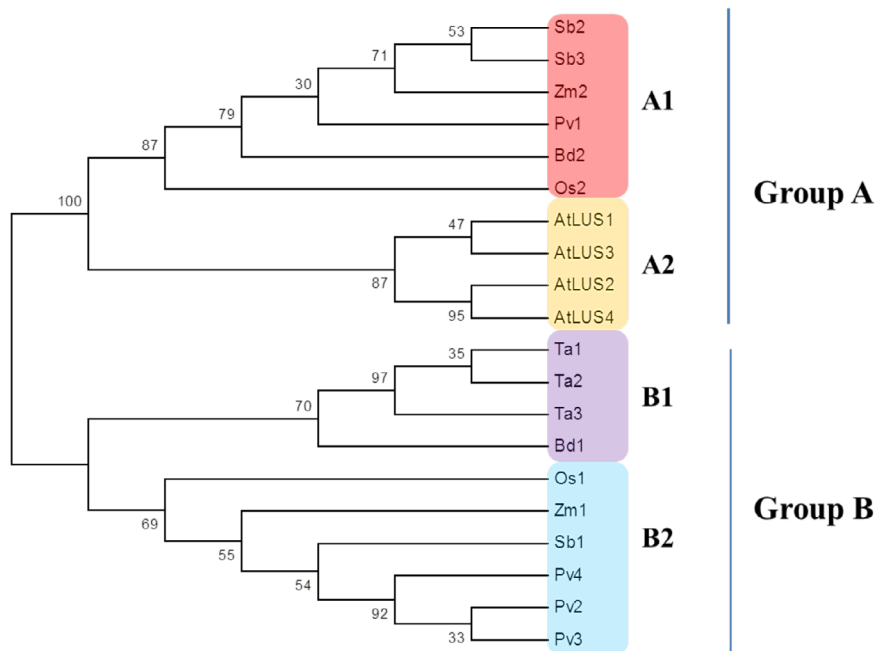 53
Sb2
Sb3
71
Zm2
30
Pv1
A1
79
Bd2
87
Os2
Group A
100
47
AtLUS1
AtLUS3
A2
87
AtLUS2
95
AtLUS4
35
Ta1
97
Ta2
B1
70
Ta3
Bd1
Os1
69
Zm1
Group B
55
Sb1
B2
54
Pv4
92
Pv2
33
Pv3